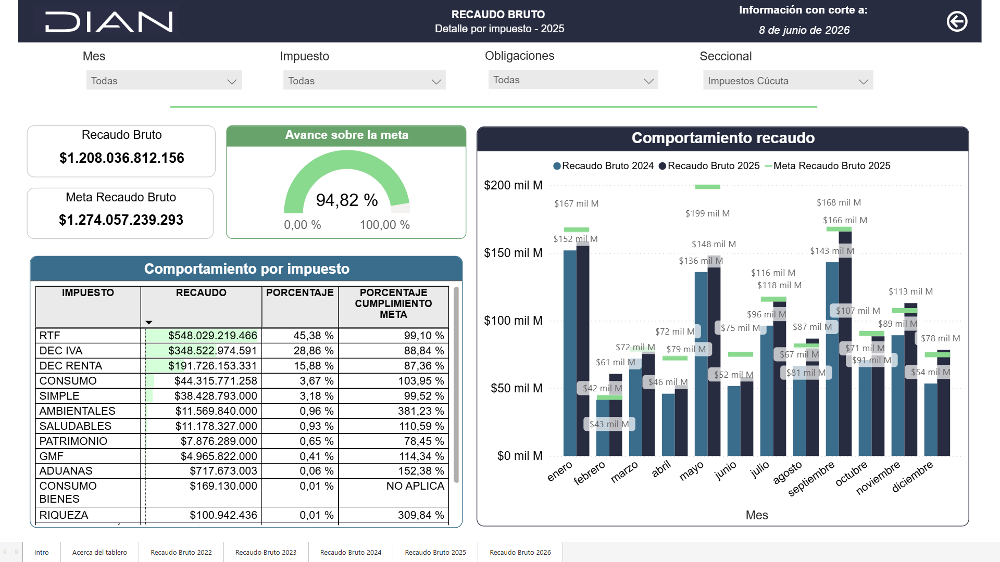 DIAN
RECAUDO BRUTO
Detalle por impuesto - 2025
Información con corte a:
8 de junio de 2026
Mes
Impuesto
Obligaciones
Seccional
Todas
Todas
Todas
Impuestos Cúcuta
Recaudo Bruto
$1.208.036.812.156
Meta Recaudo Bruto
$1.274.057.239.293
Avance sobre la meta
94,82 %
0,00 %
100,00 %
Comportamiento por impuesto
IMPUESTO RECAUDO PORCENTAJE PORCENTAJE
CUMPLIMIENTO
META
RTF $548.029.219.466 45,38 % 99,10 %
DEC IVA $348.522.974.591 28,86 % 88,84 %
DEC RENTA $191.726.153.331 15,88 % 87,36 %
CONSUMO $44.315.771.258 3,67 % 103,95 %
SIMPLE $38.428.793.000 3,18 % 99,52 %
AMBIENTALES $11.569.840.000 0,96 % 381,23 %
SALUDABLES $11.178.327.000 0,93 % 110,59 %
PATRIMONIO $7.876.289.000 0,65 % 78,45 %
GMF $4.965.822.000 0,41 % 114,34 %
ADUANAS $717.673.003 0,06 % 152,38 %
CONSUMO $169.130.000 0,01 % NO APLICA
BIENES
RIQUEZA $100.942.436 0,01 % 309,84 %
Comportamiento recaudo
Recaudo Bruto 2024 Recaudo Bruto 2025 Meta Recaudo Bruto 2025
$200 mil M
$150 mil M
$100 mil M
$50 mil M
$0 mil M
$167 mil M
$152 mil M
$42 mil M
$61 mil M
$43 mil M
$72 mil M
$72 mil M
$79 mil M
$46 mil M
$199 mil M
$148 mil M
$136 mil M
$75 mil M
$52 mil M
$116 mil M
$118 mil M
$96 mil M
$87 mil M
$67 mil M
$81 mil M
$168 mil M
$166 mil M
$143 mil M
$107 mil M
$71 mil M
$91 mil M
$113 mil M
$89 mil M
$78 mil M
$54 mil M
enero
febrero
marzo
abril
mayo
junio
julio
agosto
septiembre
octubre
noviembre
diciembre
Mes
Intro
Acerca del tablero
Recaudo Bruto 2022
Recaudo Bruto 2023
Recaudo Bruto 2024
Recaudo Bruto 2025
Recaudo Bruto 2026